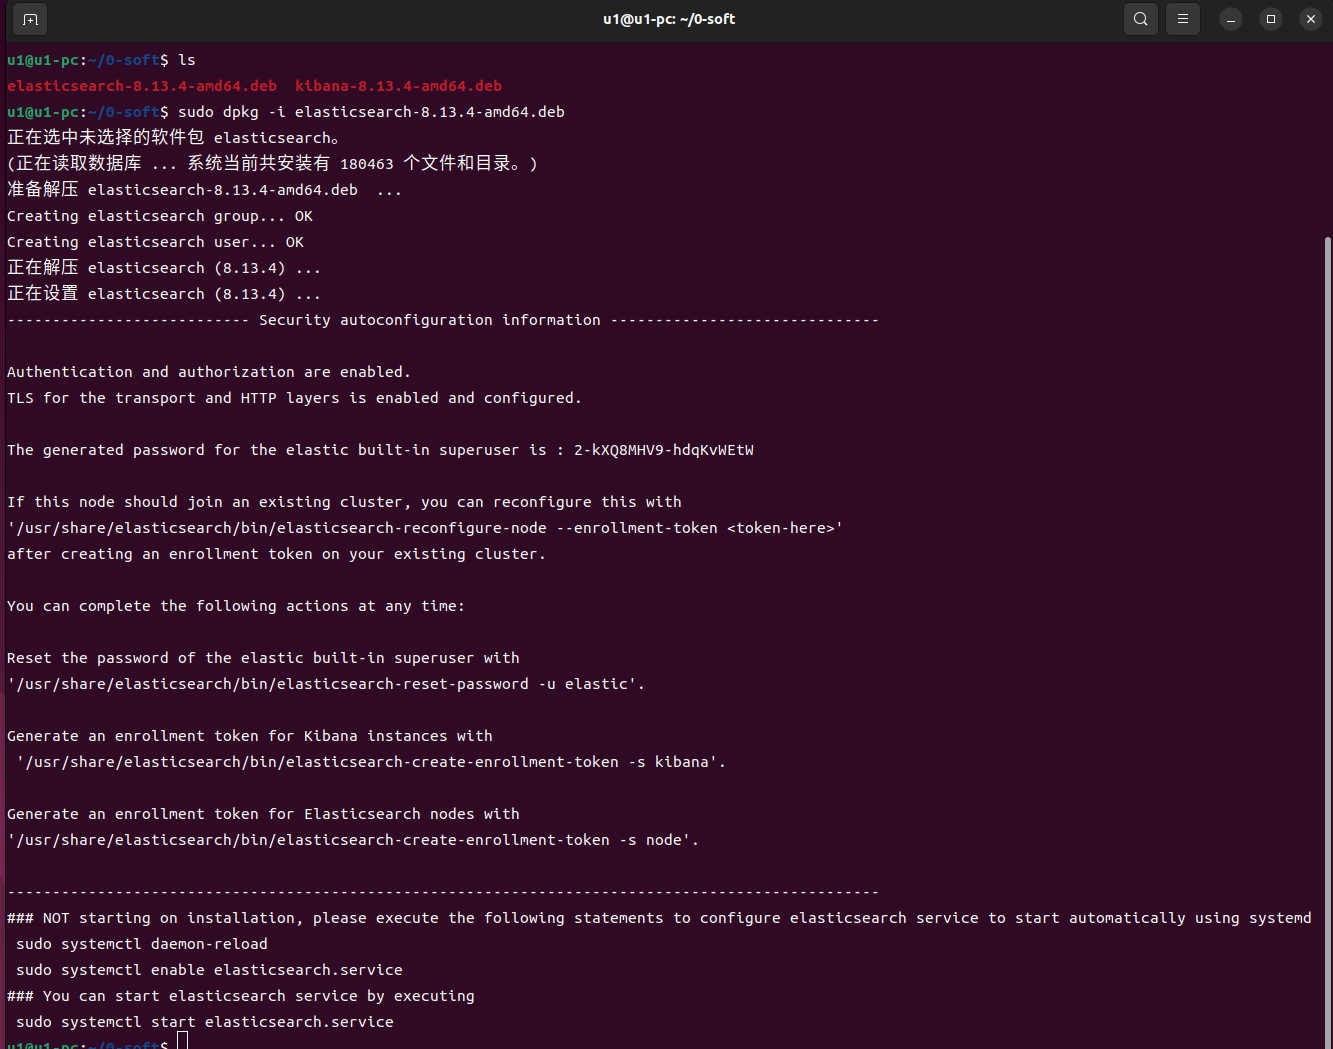 u1@u1-pc: ~/0-soft
u1@u1-pc:~/0-soft$ ls
elasticsearch-8.13.4-amd64.deb  kibana-8.13.4-amd64.deb
u1@u1-pc:~/0-soft$ sudo dpkg -i elasticsearch-8.13.4-amd64.deb
正在选中未选择的软件包 elasticsearch。
(正在读取数据库 ... 系统当前共安装有 180463 个文件和目录。)
准备解压 elasticsearch-8.13.4-amd64.deb  ...
Creating elasticsearch group... OK
Creating elasticsearch user... OK
正在解压 elasticsearch (8.13.4) ...
正在设置 elasticsearch (8.13.4) ...
--------------------------- Security autoconfiguration information ------------------------------
Authentication and authorization are enabled.
TLS for the transport and HTTP layers is enabled and configured.
The generated password for the elastic built-in superuser is : 2-kXQ8MHV9-hdqKvWEtW
If this node should join an existing cluster, you can reconfigure this with
'/usr/share/elasticsearch/bin/elasticsearch-reconfigure-node --enrollment-token <token-here>'
after creating an enrollment token on your existing cluster.
You can complete the following actions at any time:
Reset the password of the elastic built-in superuser with
'/usr/share/elasticsearch/bin/elasticsearch-reset-password -u elastic'.
Generate an enrollment token for Kibana instances with
 '/usr/share/elasticsearch/bin/elasticsearch-create-enrollment-token -s kibana'.
Generate an enrollment token for Elasticsearch nodes with
'/usr/share/elasticsearch/bin/elasticsearch-create-enrollment-token -s node'.
-------------------------------------------------------------------------------------------------
### NOT starting on installation, please execute the following statements to configure elasticsearch service to start automatically using systemd
 sudo systemctl daemon-reload
 sudo systemctl enable elasticsearch.service
### You can start elasticsearch service by executing
 sudo systemctl start elasticsearch.service
u1@u1-pc:~/0-soft$